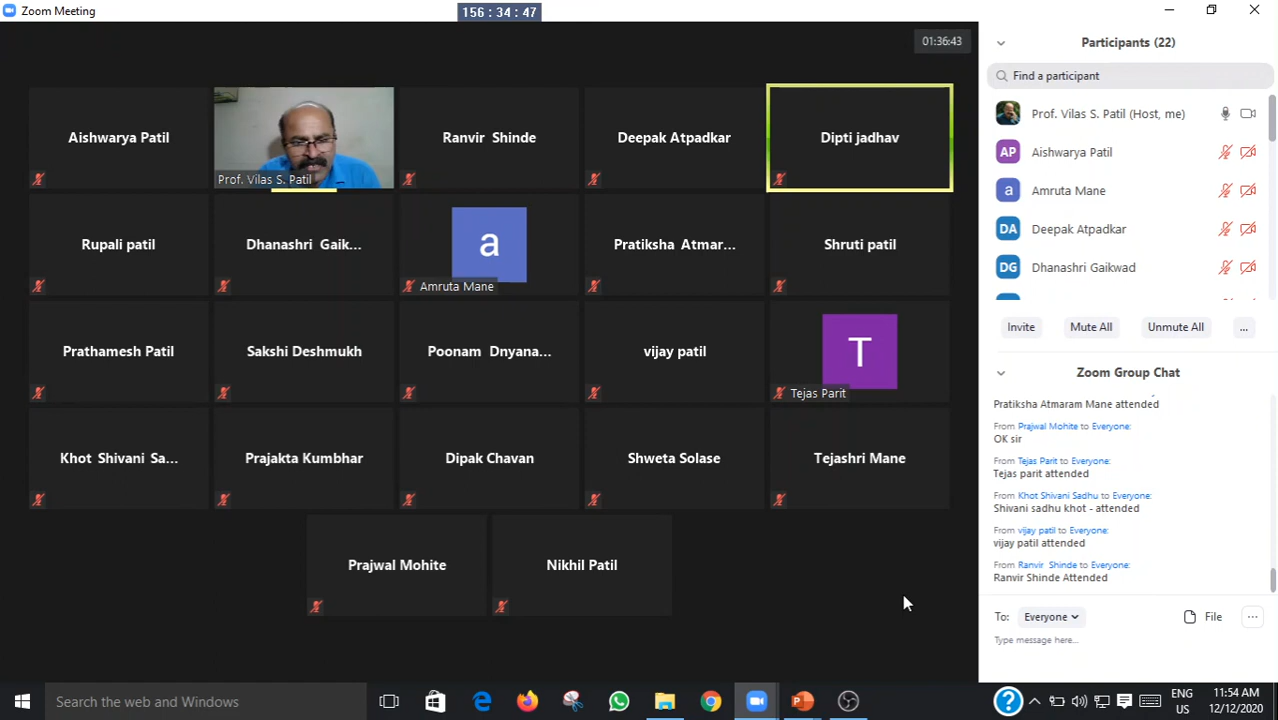 Zoom Meeting
156:34:47
01:36:43
Aishwarya Patil
Prof. Vilas S. Patil
Ranvir Shinde
Deepak Atpadkar
Dipti jadhav
Rupali patil
Dhanashri Gaik...
a
Amruta Mane
Pratiksha Atmar...
Shruti patil
Prathamesh Patil
Sakshi Deshmukh
Poonam Dnyana...
vijay patil
T
Tejas Parit
Khot Shivani Sa...
Prajakta Kumbhar
Dipak Chavan
Shweta Solase
Tejashri Mane
Prajwal Mohite
Nikhil Patil
Participants (22)
Find a participant
Prof. Vilas S. Patil (Host, me)
AP Aishwarya Patil
a Amruta Mane
DA Deepak Atpadkar
DG Dhanashri Gaikwad
Invite Mute All Unmute All ...
Zoom Group Chat
Pratiksha Atmaram Mane attended
From Prajwal Mohite to Everyone:
OK sir
From Tejas Parit to Everyone:
Tejas parit attended
From Khot Shivani Sadhu to Everyone:
Shivani sadhu khot - attended
From vijay patil to Everyone:
vijay patil attended
From Ranvir Shinde to Everyone:
Ranvir Shinde Attended
To: Everyone File ...
Type message here...
Search the web and Windows
ENG
US
11:54 AM
12/12/2020